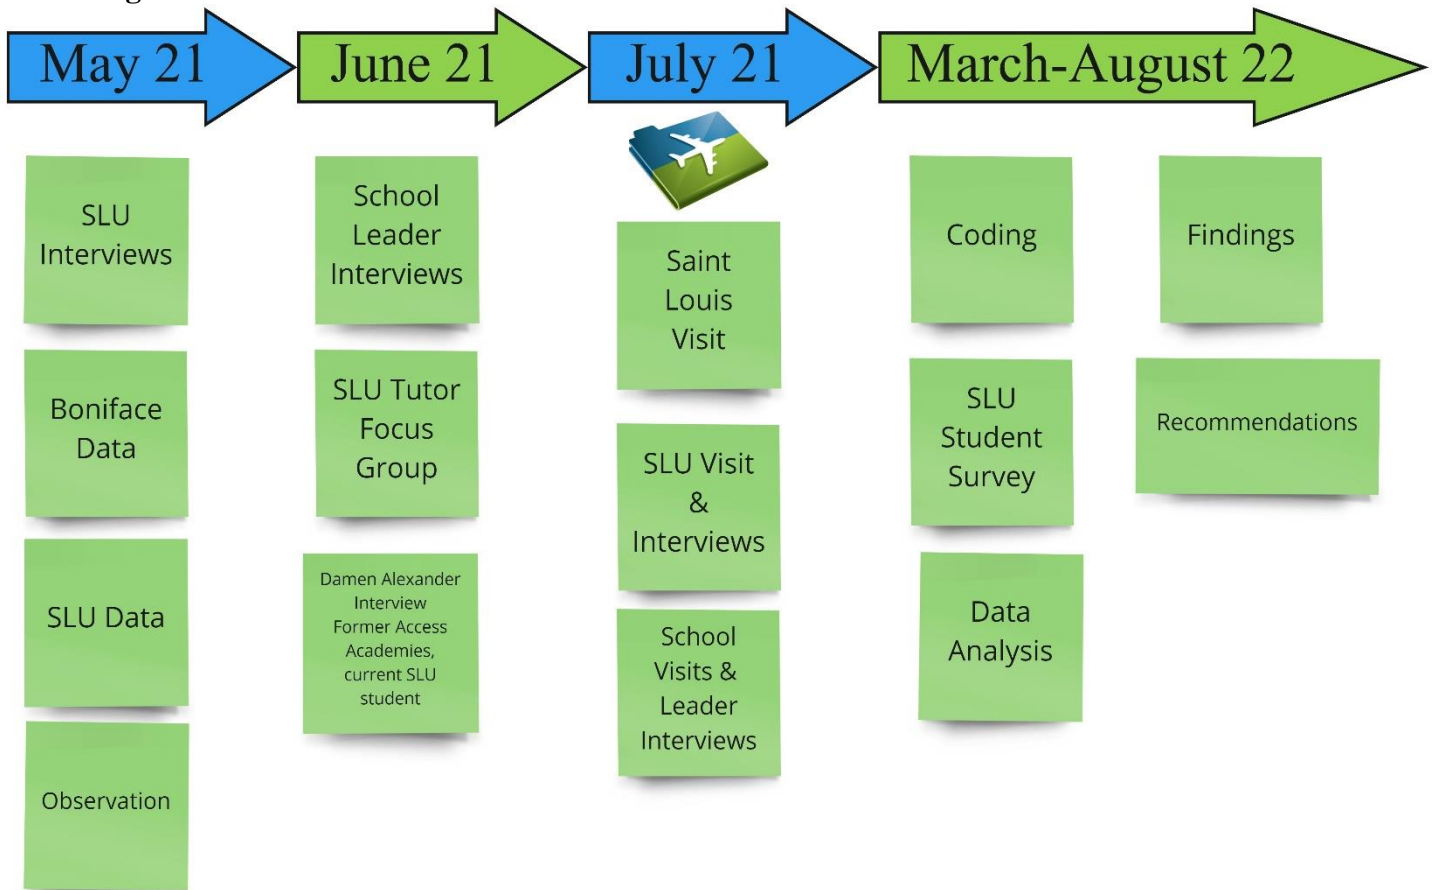 May 21
June 21
July 21
March-August 22
SLU
Interviews
Boniface
Data
SLU Data
Observation
School
Leader
Interviews
SLU Tutor
Focus
Group
Damen Alexander
Interview
Former Access
Academies,
current SLU
student
Saint
Louis
Visit
SLU Visit
&
Interviews
School
Visits &
Leader
Interviews
Coding
SLU
Student
Survey
Data
Analysis
Findings
Recommendations